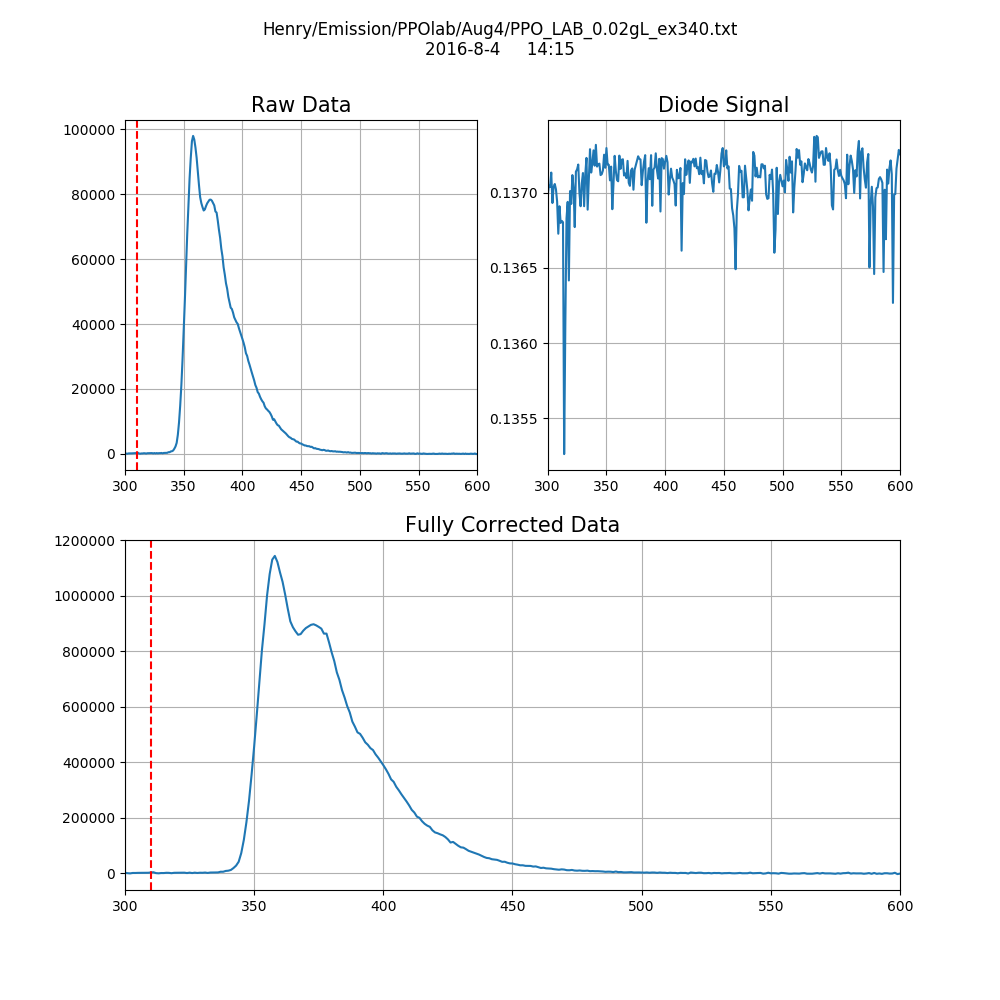 Henry/Emission/PPOlab/Aug4/PPO_LAB_0.02gL_ex340.txt
2016-8-4 14:15
Raw Data
100000
80000
60000
40000
20000
0
300 350 400 450 500 550 600
Diode Signal
0.1370
0.1365
0.1360
0.1355
300 350 400 450 500 550 600
Fully Corrected Data
1200000
1000000
800000
600000
400000
200000
0
300 350 400 450 500 550 600